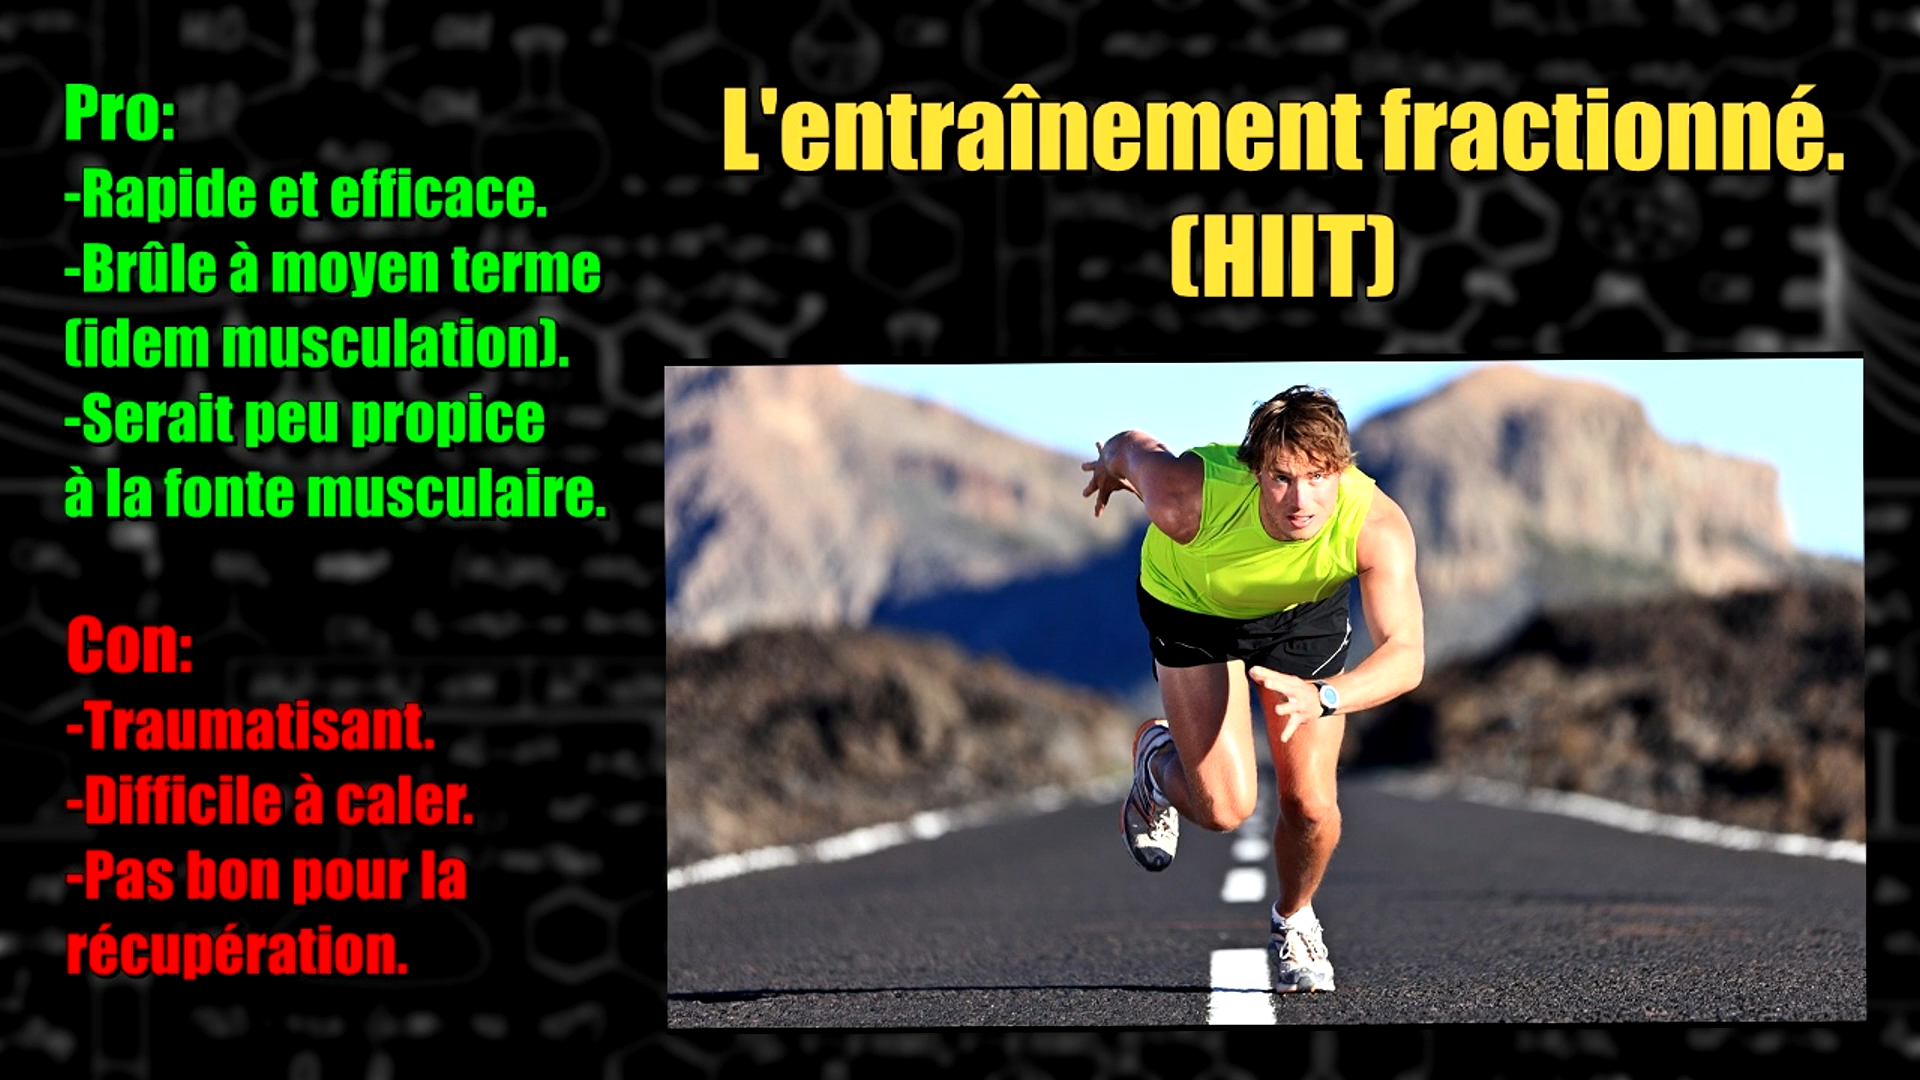 Pro:
-Rapide et efficace.
-Brûle à moyen terme
(idem musculation).
-Serait peu propice
à la fonte musculaire.
Con:
-Traumatisant.
-Difficile à caler.
-Pas bon pour la
récupération.
L'entraînement fractionné.
(HIIT)